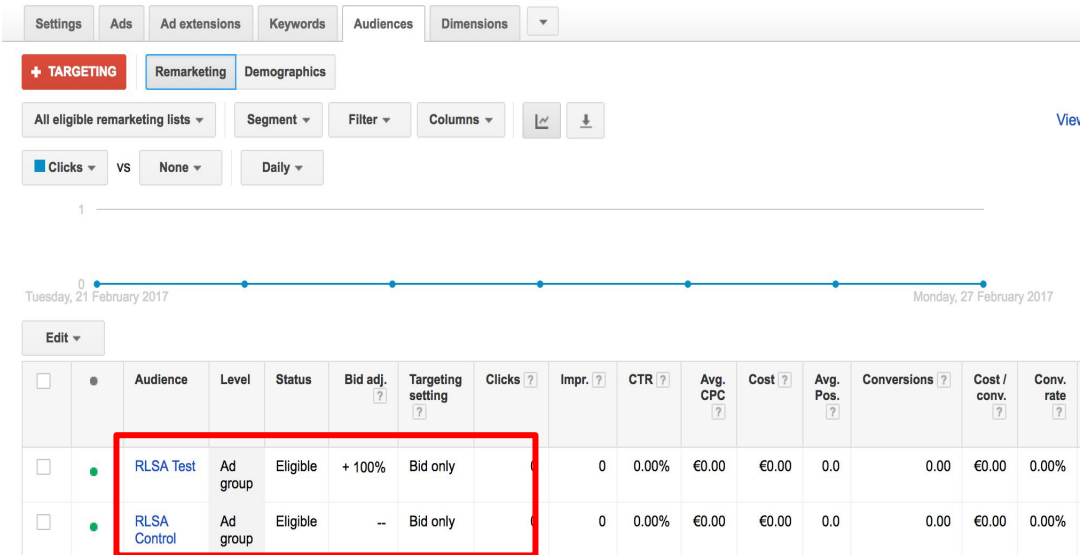 Settings Ads Ad extensions Keywords Audiences Dimensions
+ TARGETING Remarketing Demographics
All eligible remarketing lists Segment Filter Columns
Clicks vs None Daily
1
0
Tuesday, 21 February 2017 Monday, 27 February 2017
Edit
Audience Level Status Bid adj. ? Targeting setting ? Clicks ? Impr. ? CTR ? Avg. CPC ? Cost ? Avg. Pos. ? Conversions ? Cost / conv. ? Conv. rate ?
RLSA Test Ad group Eligible + 100% Bid only 0 0 0.00% €0.00 €0.00 0.0 0.00 €0.00 0.00%
RLSA Control Ad group Eligible -- Bid only 0 0 0.00% €0.00 €0.00 0.0 0.00 €0.00 0.00%